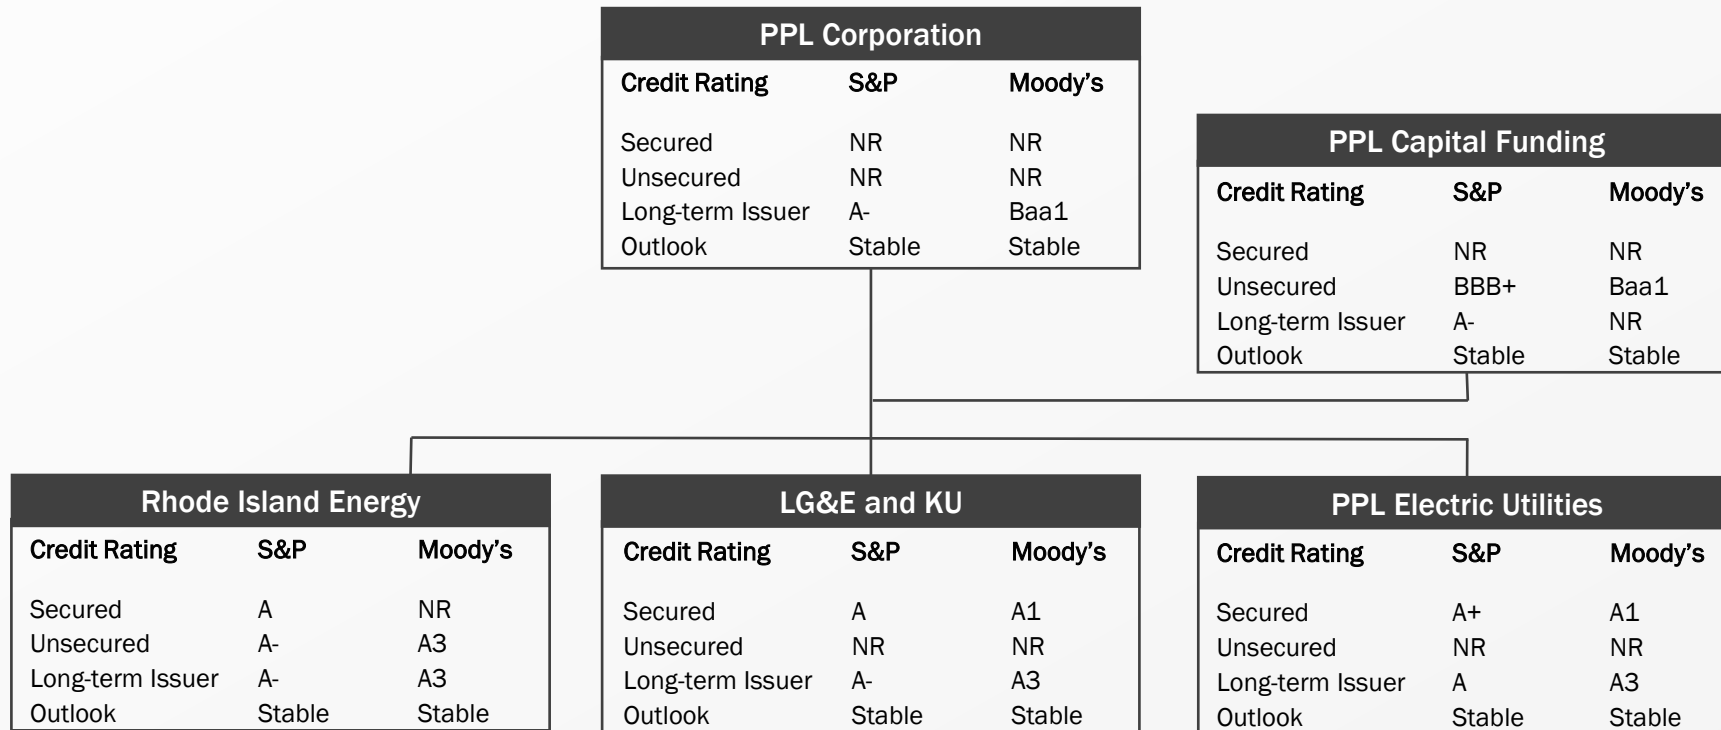 PPL Corporation
Credit Rating S&P Moody's
Secured NR NR
Unsecured NR NR
Long-term Issuer A- Baa1
Outlook Stable Stable
PPL Capital Funding
Credit Rating S&P Moody's
Secured NR NR
Unsecured BBB+ Baa1
Long-term Issuer A- NR
Outlook Stable Stable
Rhode Island Energy
Credit Rating S&P Moody's
Secured A NR
Unsecured A- A3
Long-term Issuer A- A3
Outlook Stable Stable
LG&E and KU
Credit Rating S&P Moody's
Secured A A1
Unsecured NR NR
Long-term Issuer A- A3
Outlook Stable Stable
PPL Electric Utilities
Credit Rating S&P Moody's
Secured A+ A1
Unsecured NR NR
Long-term Issuer A A3
Outlook Stable Stable